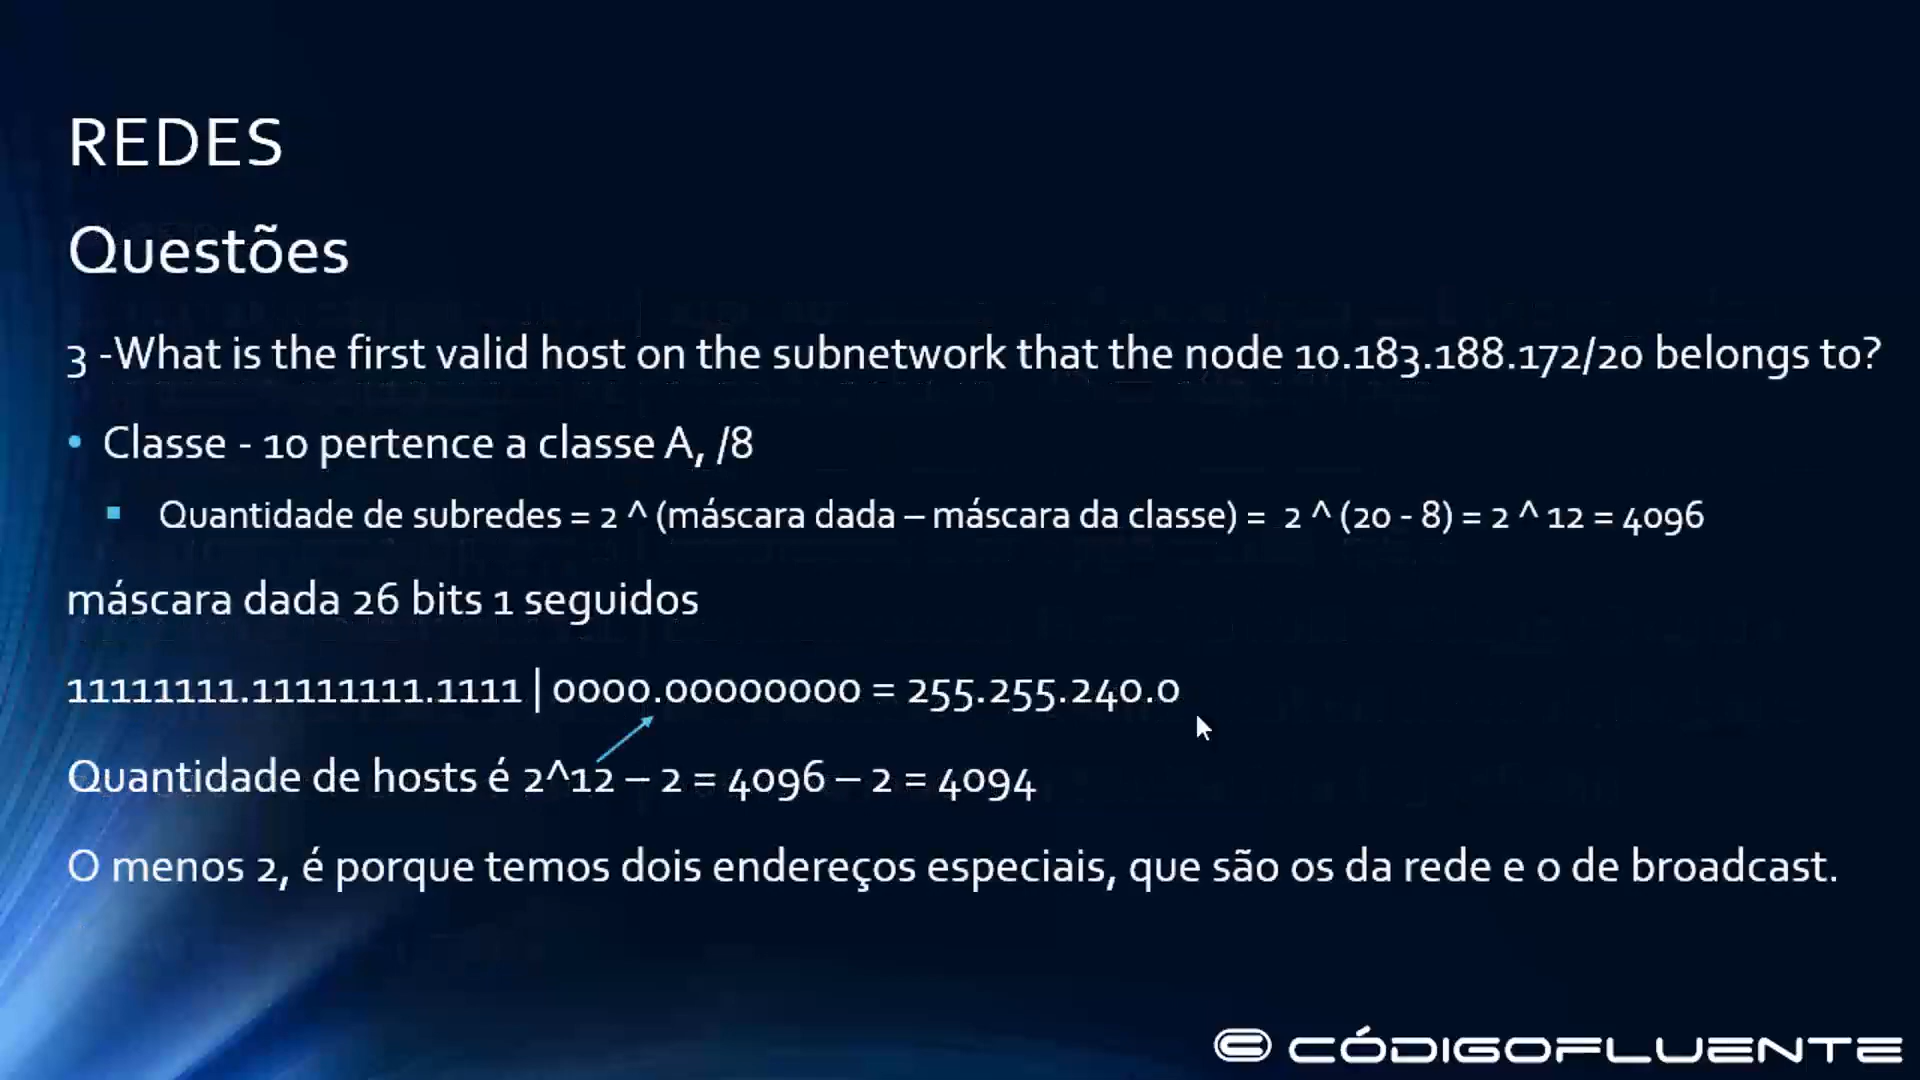 REDES
Questões
3 -What is the first valid host on the subnetwork that the node 10.183.188.172/20 belongs to?
• Classe - 10 pertence a classe A, /8
▪ Quantidade de subredes = 2 ^ (máscara dada – máscara da classe) = 2 ^ (20 - 8) = 2 ^ 12 = 4096
máscara dada 26 bits 1 seguidos
11111111.11111111.1111 | 0000.00000000 = 255.255.240.0
Quantidade de hosts é 2^12 – 2 = 4096 – 2 = 4094
O menos 2, é porque temos dois endereços especiais, que são os da rede e o de broadcast.
CÓDIGOFLUENTE